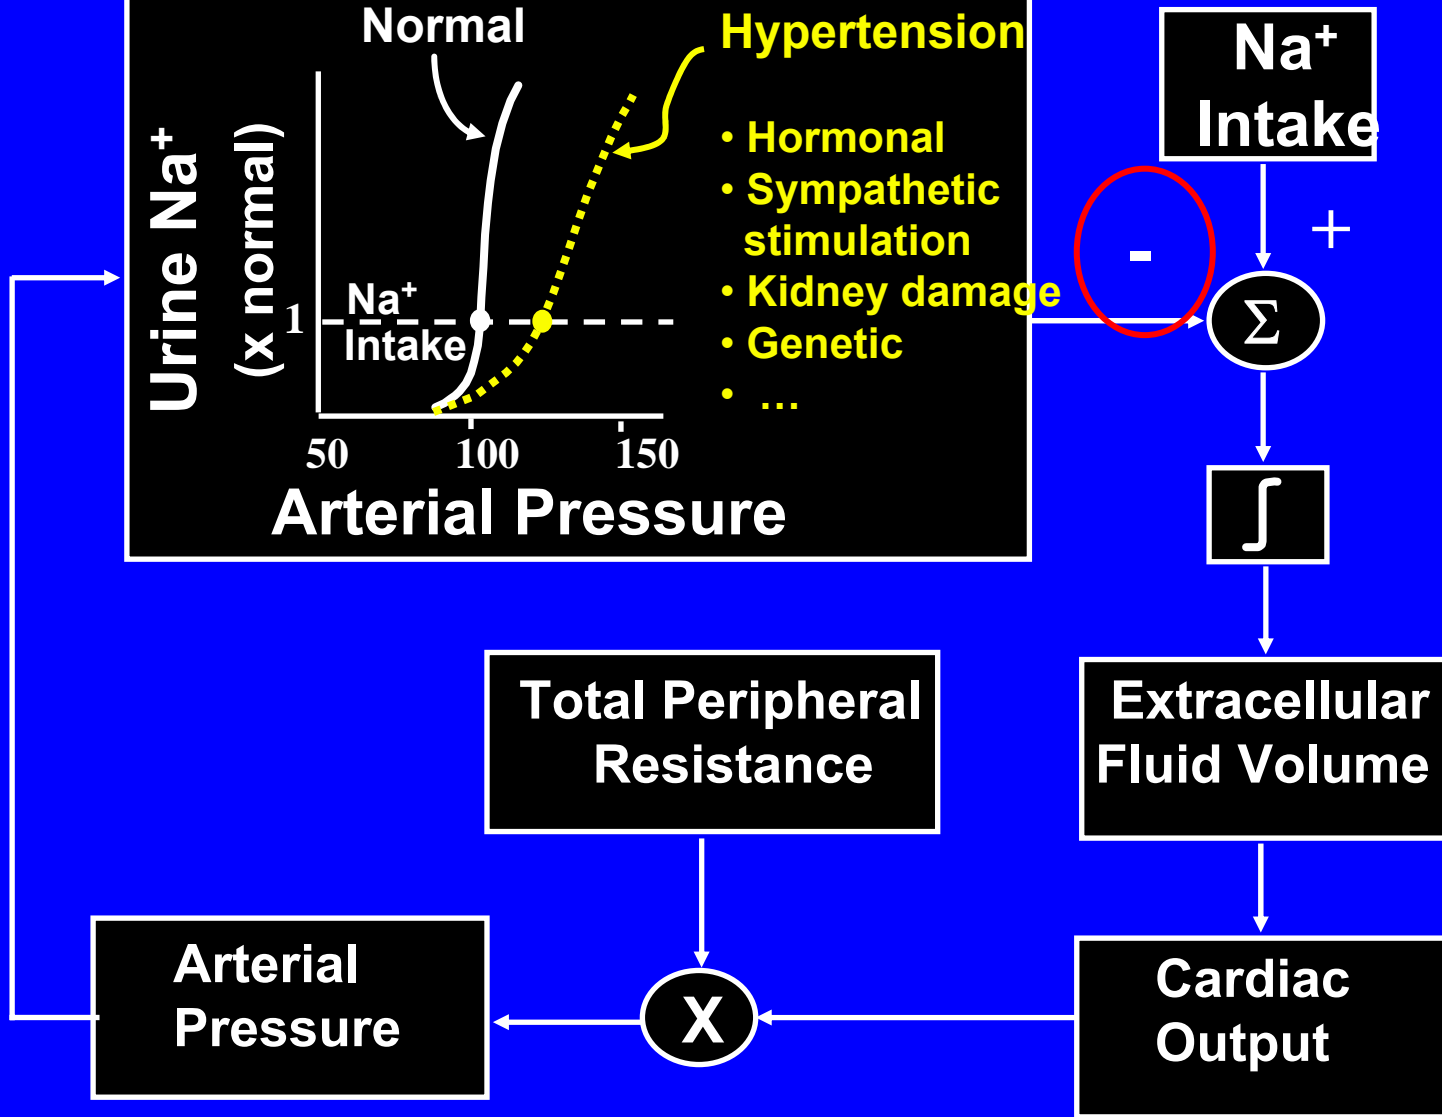 Normal
Hypertension
Urine Na⁺
(x normal)
• Hormonal
• Sympathetic
stimulation
• Kidney damage
• Genetic
• ...
Na⁺
Intake
1
50 100 150
Arterial Pressure
Na⁺
Intake
+
-
Σ
∫
Total Peripheral
Resistance
Extracellular
Fluid Volume
Arterial
Pressure
X
Cardiac
Output